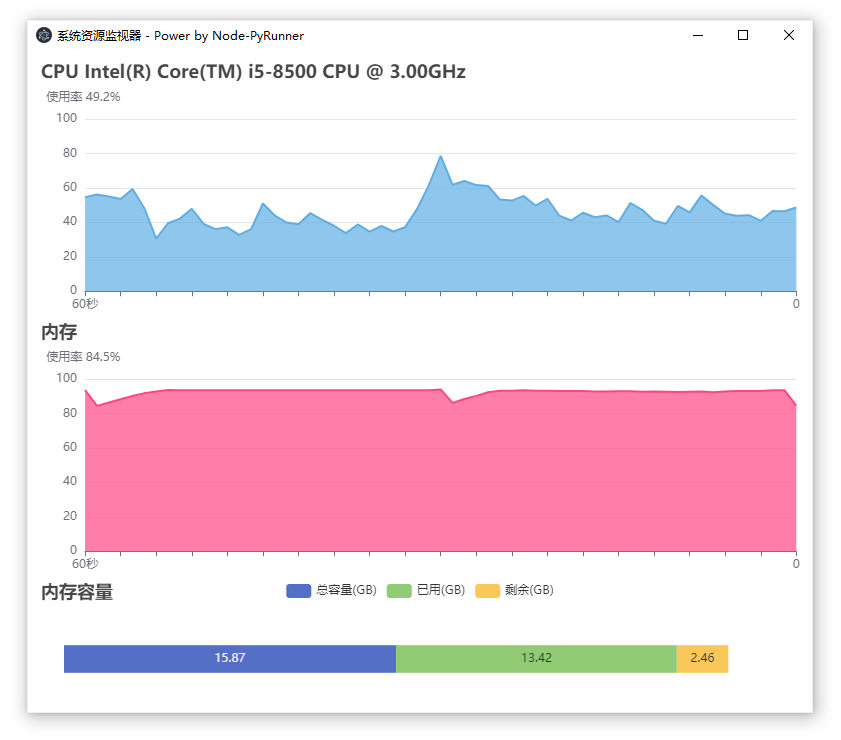 系统资源监视器 - Power by Node-PyRunner
CPU Intel(R) Core(TM) i5-8500 CPU @ 3.00GHz
使用率 49.2%
100
80
60
40
20
0
60秒 0
内存
使用率 84.5%
100
80
60
40
20
0
60秒 0
内存容量 总容量(GB) 已用(GB) 剩余(GB)
15.87 13.42 2.46